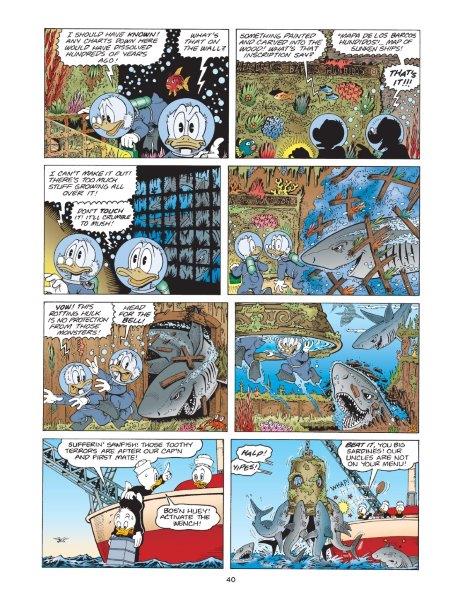 I SHOULD HAVE KNOWN!
ANY CHARTS DOWN HERE
WOULD HAVE DISSOLVED
HUNDREDS OF YEARS
AGO!
WHAT'S
THAT ON
THE WALL?
SOMETHING PAINTED
AND CARVED INTO THE
WOOD! WHAT'S THAT
INSCRIPTION SAY?
"MAPA DE LOS BARCOS
HUNDIDOS!"... MAP OF
SUNKEN SHIPS!
THAT'S
IT!!!
I CAN'T MAKE IT OUT!
THERE'S TOO MUCH
STUFF GROWING ALL
OVER IT!
DON'T TOUCH
IT! IT'LL CRUMBLE
TO MUSH!
YOW! THIS
ROTTING HULK
IS NO PROTECTION
FROM THOSE
MONSTERS!
HEAD
FOR THE
BELL!
SUFFERIN' SAWFISH! THOSE TOOTHY
TERRORS ARE AFTER OUR CAP'N
AND FIRST MATE!
BOS'N HUEY!
ACTIVATE THE
WENCH!
HALP!
YIPES!
WHAP!
BEAT IT, YOU BIG
SARDINES! OUR
UNCLES ARE NOT
ON YOUR MENU!
40